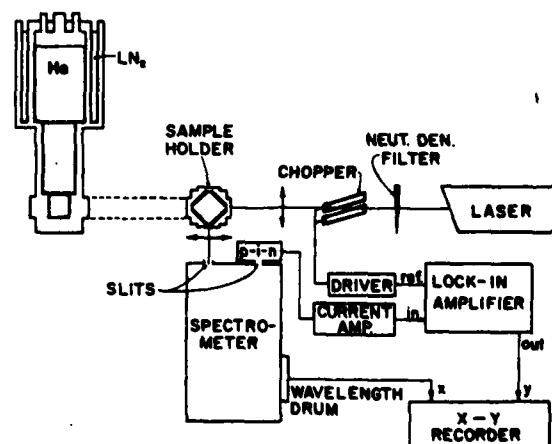 He
LN₂
SAMPLE
HOLDER
CHOPPER
NEUT. DEN.
FILTER
LASER
p-i-n
SLITS
SPECTRO-
METER
DRIVER
ref
CURRENT
AMP.
in
LOCK-IN
AMPLIFIER
out
WAVELENGTH
DRUM
x
y
X-Y
RECORDER